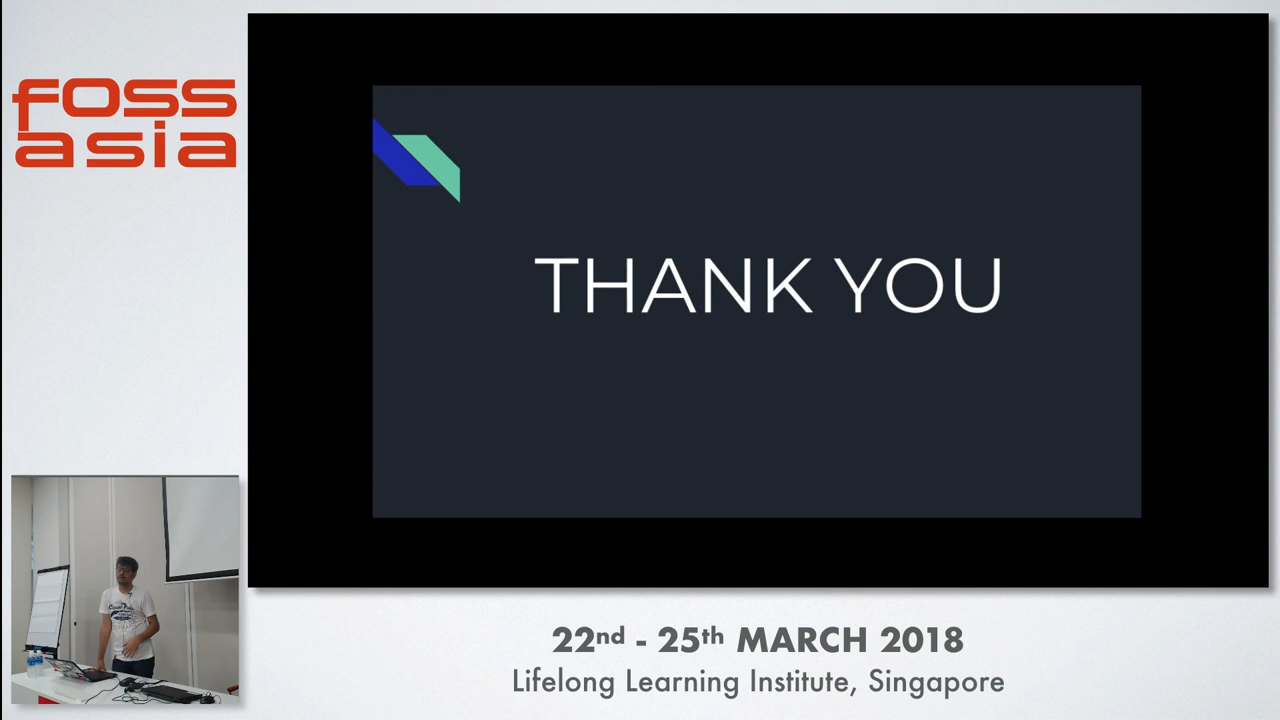 foss
asia
THANK YOU
22nd - 25th MARCH 2018
Lifelong Learning Institute, Singapore